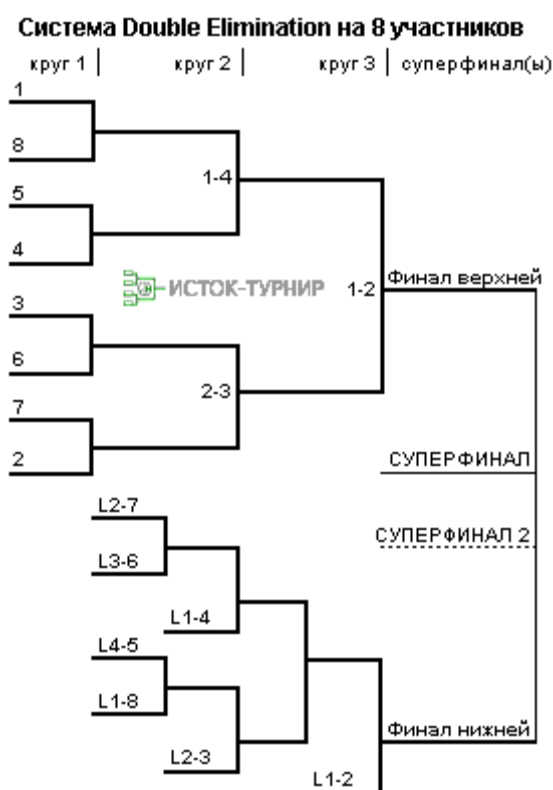 Система Double Elimination на 8 участников
круг 1 | круг 2 | круг 3 | суперфинал(ы)
1
8
1-4
5
4
ИСТОК-ТУРНИР
1-2
Финал верхней
3
6
2-3
7
2
СУПЕРФИНАЛ
L2-7
СУПЕРФИНАЛ 2
L3-6
L1-4
L4-5
L1-8
Финал нижней
L2-3
L1-2